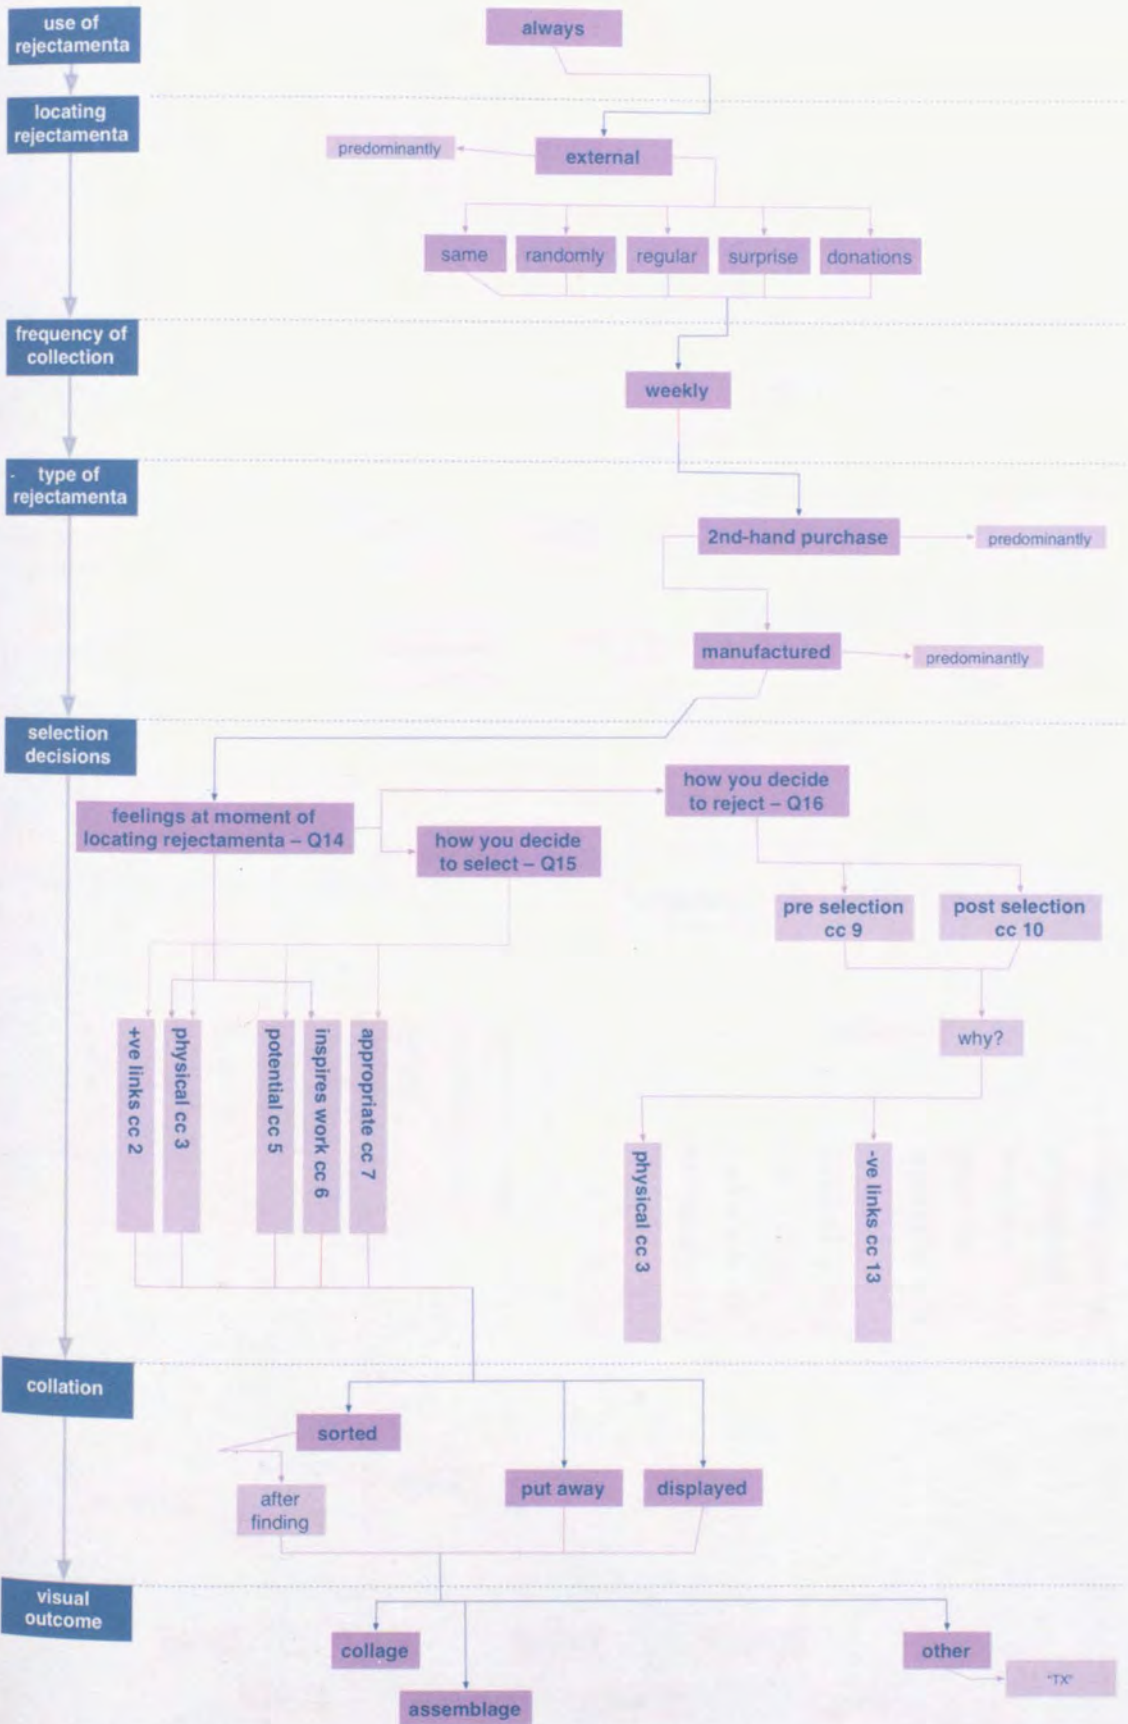 use of
rejectamenta
always
locating
rejectamenta
predominantly
external
same
randomly
regular
surprise
donations
frequency of
collection
weekly
type of
rejectamenta
2nd-hand purchase
predominantly
manufactured
predominantly
selection
decisions
how you decide
to reject – Q16
feelings at moment of
locating rejectamenta – Q14
how you decide
to select – Q15
pre selection
cc 9
post selection
cc 10
+ve links cc 2
physical cc 3
potential cc 5
inspires work cc 6
appropriate cc 7
why?
physical cc 3
-ve links cc 13
collation
sorted
put away
displayed
after
finding
visual
outcome
collage
other
"TX"
assemblage